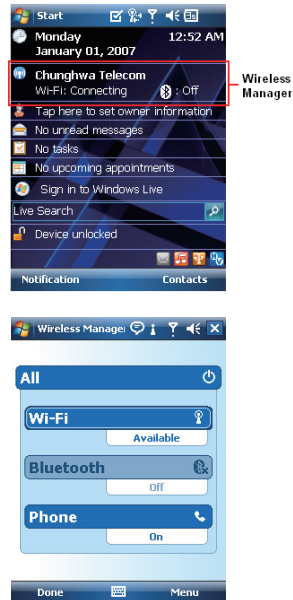 Start
Monday 12:52 AM
January 01, 2007
Chunghwa Telecom
Wi-Fi: Connecting : Off
Wireless
Manager
Tap here to set owner information
No unread messages
No tasks
No upcoming appointments
Sign in to Windows Live
Live Search
Device unlocked
Notification Contacts
Wireless Manager
All
Wi-Fi
Available
Bluetooth
Off
Phone
On
Done Menu